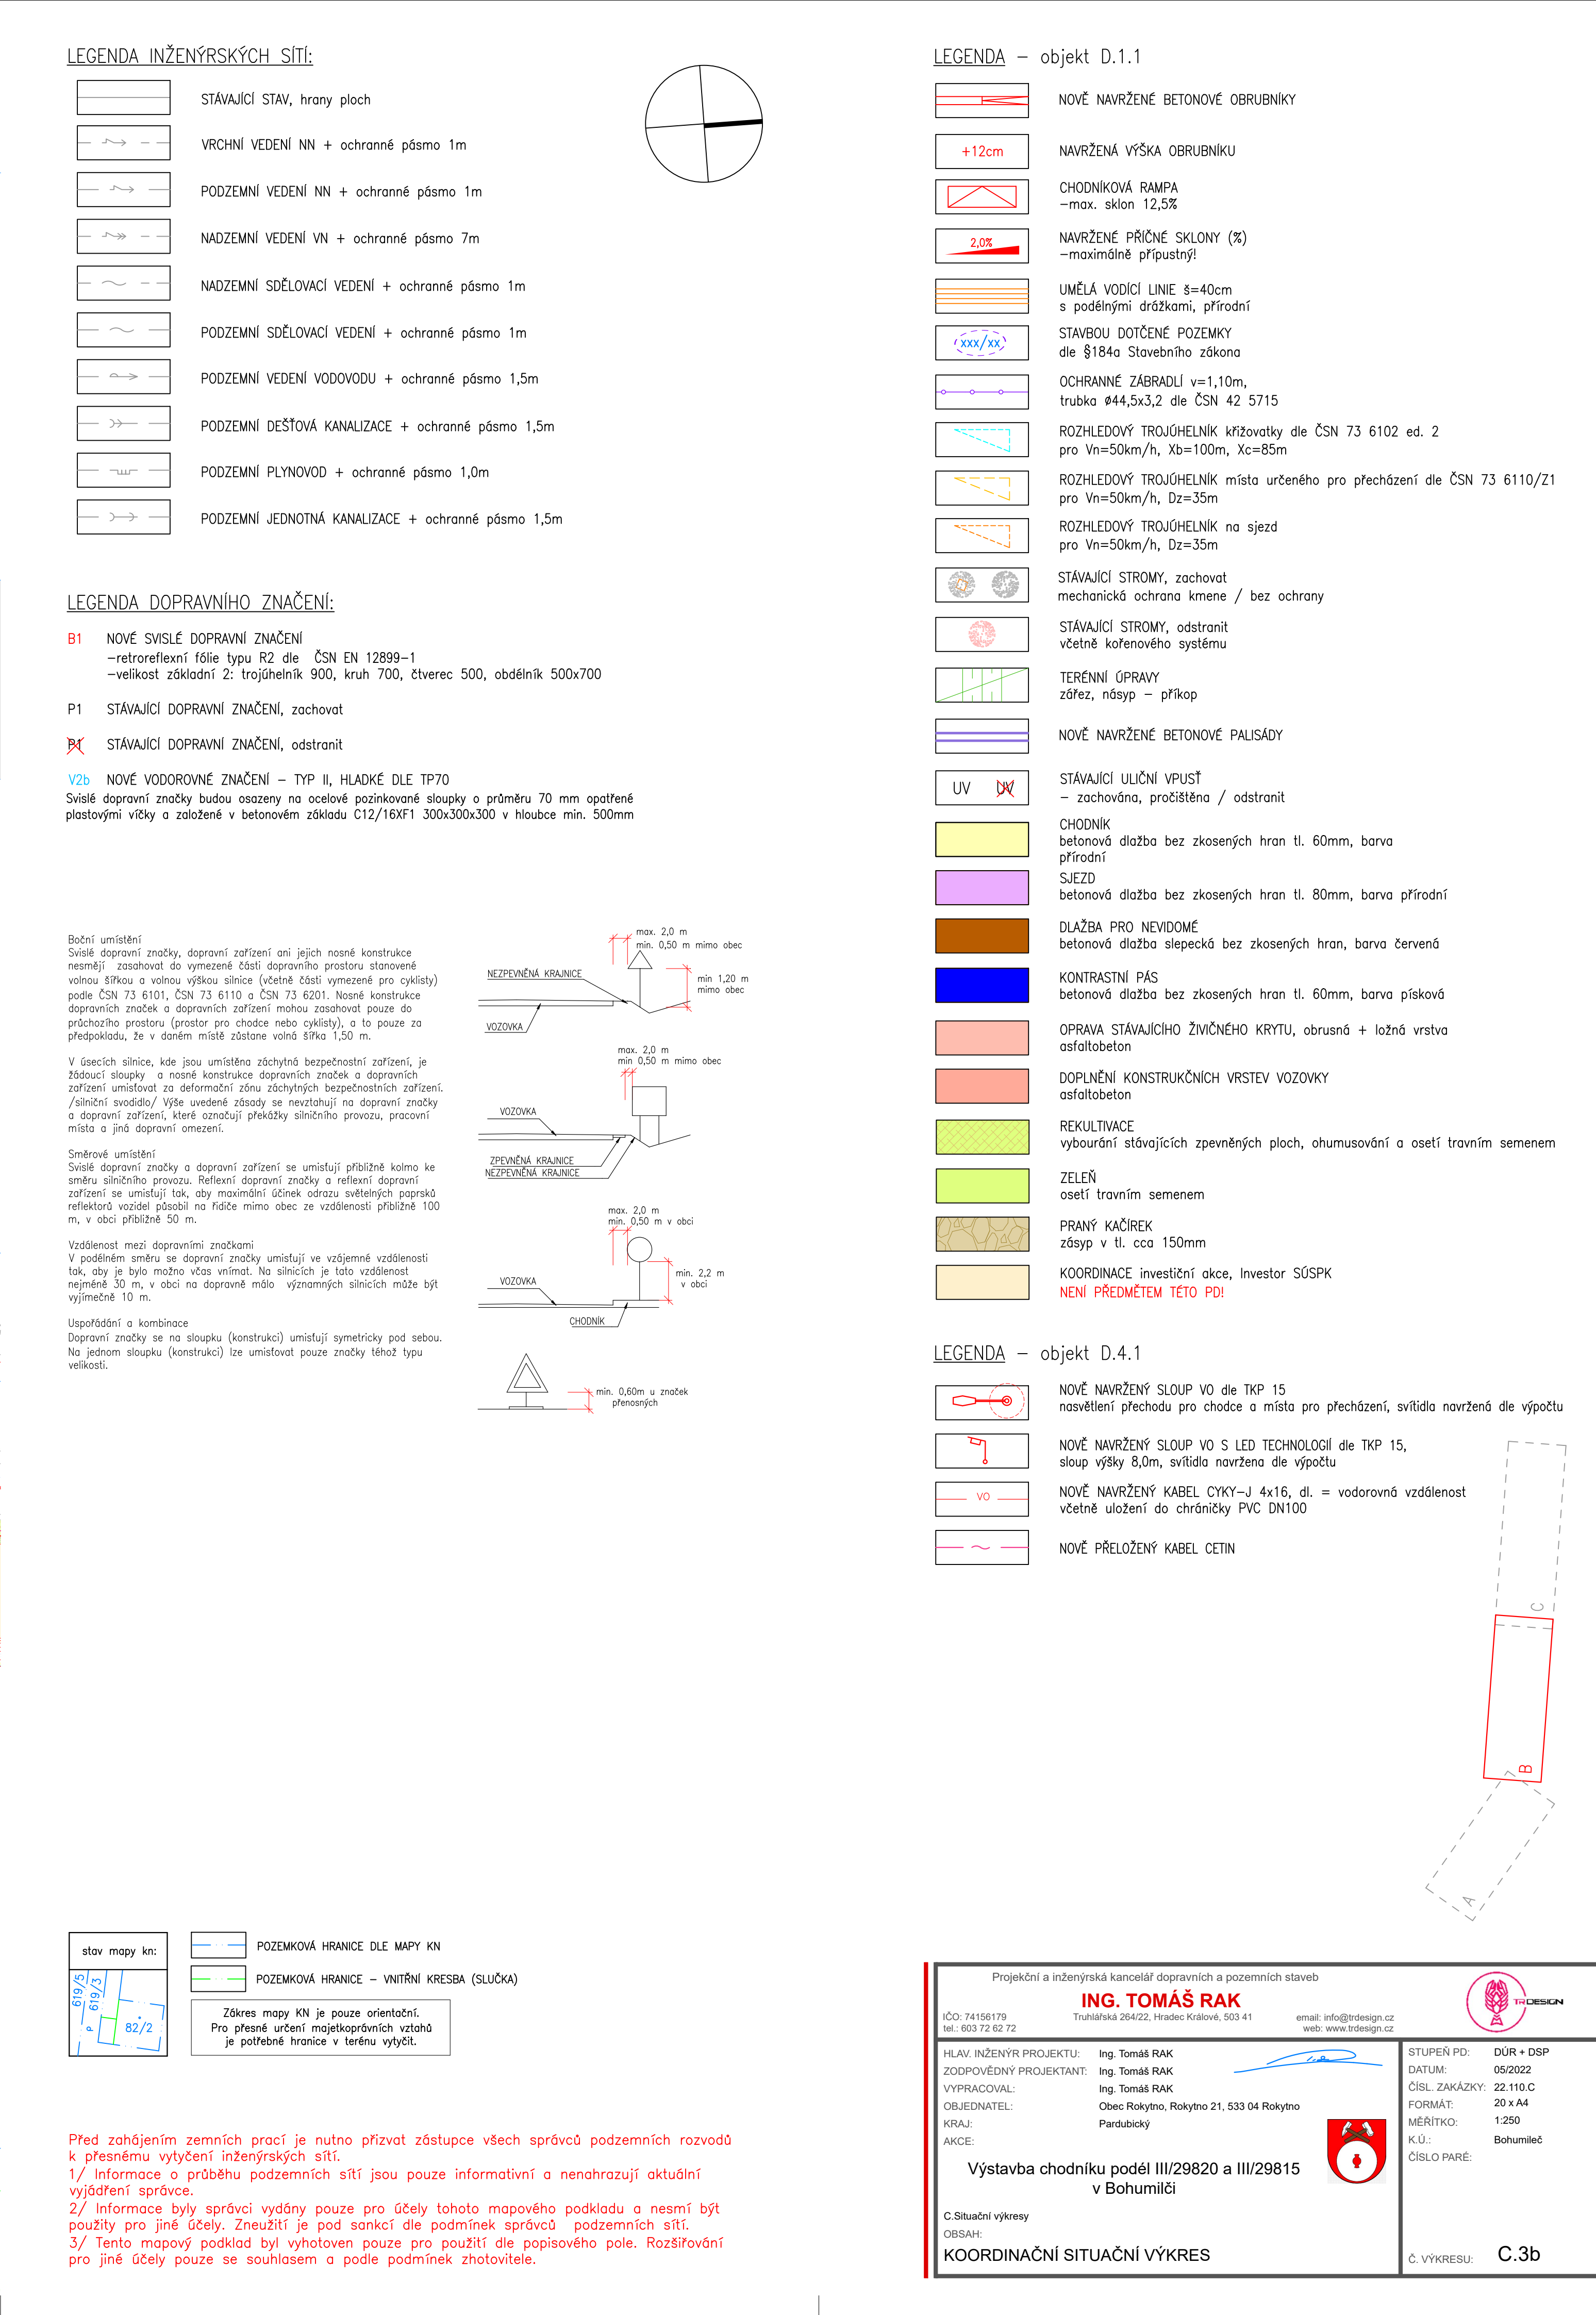 LEGENDA INŽENÝRSKÝCH SÍTÍ:
STÁVAJÍCÍ STAV, hrany ploch
VRCHNÍ VEDENÍ NN + ochranné pásmo 1m
PODZEMNÍ VEDENÍ NN + ochranné pásmo 1m
NADZEMNÍ VEDENÍ VN + ochranné pásmo 7m
NADZEMNÍ SDĚLOVACÍ VEDENÍ + ochranné pásmo 1m
PODZEMNÍ SDĚLOVACÍ VEDENÍ + ochranné pásmo 1m
PODZEMNÍ VEDENÍ VODOVODU + ochranné pásmo 1,5m
PODZEMNÍ DEŠŤOVÁ KANALIZACE + ochranné pásmo 1,5m
PODZEMNÍ PLYNOVOD + ochranné pásmo 1,0m
PODZEMNÍ JEDNOTNÁ KANALIZACE + ochranné pásmo 1,5m
LEGENDA DOPRAVNÍHO ZNAČENÍ:
B1 NOVÉ SVISLÉ DOPRAVNÍ ZNAČENÍ
-retroreflexní fólie typu R2 dle ČSN EN 12899-1
-velikost základní 2: trojúhelník 900, kruh 700, čtverec 500, obdélník 500x700
P1 STÁVAJÍCÍ DOPRAVNÍ ZNAČENÍ, zachovat
P1 STÁVAJÍCÍ DOPRAVNÍ ZNAČENÍ, odstranit
V2b NOVÉ VODOROVNÉ ZNAČENÍ - TYP II, HLADKÉ DLE TP70
Svislé dopravní značky budou osazeny na ocelové pozinkované sloupky o průměru 70 mm opatřené
plastovými víčky a založené v betonovém základu C12/16XF1 300x300x300 v hloubce min. 500mm
Boční umístění
Svislé dopravní značky, dopravní zařízení ani jejich nosné konstrukce
nesmějí zasahovat do vymezené části dopravního prostoru stanovené
volnou šířkou a volnou výškou silnice (včetně části vymezené pro cyklisty)
podle ČSN 73 6101, ČSN 73 6110 a ČSN 73 6201. Nosné konstrukce
dopravních značek a dopravních zařízení mohou zasahovat pouze do
průchozího prostoru (prostor pro chodce nebo cyklisty), a to pouze za
předpokladu, že v daném místě zůstane volná šířka 1,50 m.
V úsecích silnice, kde jsou umístěna záchytná bezpečnostní zařízení, je
žádoucí sloupky a nosné konstrukce dopravních značek a dopravních
zařízení umisťovat za deformační zónu záchytných bezpečnostních zařízení.
/silniční svodidlo/ Výše uvedené zásady se nevztahují na dopravní značky
a dopravní zařízení, které označují překážky silničního provozu, pracovní
místa a jiná dopravní omezení.
Směrové umístění
Svislé dopravní značky a dopravní zařízení se umisťují přibližně kolmo ke
směru silničního provozu. Reflexní dopravní značky a reflexní dopravní
zařízení se umisťují tak, aby maximální účinek odrazu světelných paprsků
reflektorů vozidel působil na řidiče mimo obec ze vzdálenosti přibližně 100
m, v obci přibližně 50 m.
Vzdálenost mezi dopravními značkami
V podélném směru se dopravní značky umisťují ve vzájemné vzdálenosti
tak, aby je bylo možno včas vnímat. Na silnicích je tato vzdálenost
nejméně 30 m, v obci na dopravně málo významných silnicích může být
vyjímečně 10 m.
Uspořádání a kombinace
Dopravní značky se na sloupku (konstrukci) umisťují symetricky pod sebou.
Na jednom sloupku (konstrukci) lze umisťovat pouze značky téhož typu
velikosti.
max. 2,0 m
min. 0,50 m mimo obec
NEZPEVNĚNÁ KRAJNICE
min 1,20 m
mimo obec
VOZOVKA
max. 2,0 m
min 0,50 m mimo obec
VOZOVKA
ZPEVNĚNÁ KRAJNICE
NEZPEVNĚNÁ KRAJNICE
max. 2,0 m
min. 0,50 m v obci
VOZOVKA
min. 2,2 m
v obci
CHODNÍK
min. 0,60m u značek
přenosných
stav mapy kn:
619/5
619/3
P
82/2
POZEMKOVÁ HRANICE DLE MAPY KN
POZEMKOVÁ HRANICE - VNITŘNÍ KRESBA (SLUČKA)
Zákres mapy KN je pouze orientační.
Pro přesné určení majetkoprávních vztahů
je potřebné hranice v terénu vytyčit.
Před zahájením zemních prací je nutno přizvat zástupce všech správců podzemních rozvodů
k přesnému vytyčení inženýrských sítí.
1/ Informace o průběhu podzemních sítí jsou pouze informativní a nenahrazují aktuální
vyjádření správce.
2/ Informace byly správci vydány pouze pro účely tohoto mapového podkladu a nesmí být
použity pro jiné účely. Zneužití je pod sankcí dle podmínek správců podzemních sítí.
3/ Tento mapový podklad byl vyhotoven pouze pro použití dle popisového pole. Rozšiřování
pro jiné účely pouze se souhlasem a podle podmínek zhotovitele.
LEGENDA - objekt D.1.1
NOVĚ NAVRŽENÉ BETONOVÉ OBRUBNÍKY
+12cm NAVRŽENÁ VÝŠKA OBRUBNÍKU
CHODNÍKOVÁ RAMPA
-max. sklon 12,5%
2,0% NAVRŽENÉ PŘÍČNÉ SKLONY (%)
-maximálně přípustný!
UMĚLÁ VODÍCÍ LINIE š=40cm
s podélnými drážkami, přírodní
xxx/xx STAVBOU DOTČENÉ POZEMKY
dle §184a Stavebního zákona
OCHRANNÉ ZÁBRADLÍ v=1,10m,
trubka ø44,5x3,2 dle ČSN 42 5715
ROZHLEDOVÝ TROJÚHELNÍK křižovatky dle ČSN 73 6102 ed. 2
pro Vn=50km/h, Xb=100m, Xc=85m
ROZHLEDOVÝ TROJÚHELNÍK místa určeného pro přecházení dle ČSN 73 6110/Z1
pro Vn=50km/h, Dz=35m
ROZHLEDOVÝ TROJÚHELNÍK na sjezd
pro Vn=50km/h, Dz=35m
STÁVAJÍCÍ STROMY, zachovat
mechanická ochrana kmene / bez ochrany
STÁVAJÍCÍ STROMY, odstranit
včetně kořenového systému
TERÉNNÍ ÚPRAVY
zářez, násyp - příkop
NOVĚ NAVRŽENÉ BETONOVÉ PALISÁDY
UV UV STÁVAJÍCÍ ULIČNÍ VPUSŤ
- zachována, pročištěna / odstranit
CHODNÍK
betonová dlažba bez zkosených hran tl. 60mm, barva
přírodní
SJEZD
betonová dlažba bez zkosených hran tl. 80mm, barva přírodní
DLAŽBA PRO NEVIDOMÉ
betonová dlažba slepecká bez zkosených hran, barva červená
KONTRASTNÍ PÁS
betonová dlažba bez zkosených hran tl. 60mm, barva písková
OPRAVA STÁVAJÍCÍHO ŽIVIČNÉHO KRYTU, obrusná + ložná vrstva
asfaltobeton
DOPLNĚNÍ KONSTRUKČNÍCH VRSTEV VOZOVKY
asfaltobeton
REKULTIVACE
vybourání stávajících zpevněných ploch, ohumusování a osetí travním semenem
ZELEŇ
osetí travním semenem
PRANÝ KAČÍREK
zásyp v tl. cca 150mm
KOORDINACE investiční akce, Investor SÚSPK
NENÍ PŘEDMĚTEM TÉTO PD!
LEGENDA - objekt D.4.1
NOVĚ NAVRŽENÝ SLOUP VO dle TKP 15
nasvětlení přechodu pro chodce a místa pro přecházení, svítidla navržená dle výpočtu
NOVĚ NAVRŽENÝ SLOUP VO S LED TECHNOLOGIÍ dle TKP 15,
sloup výšky 8,0m, svítidla navržena dle výpočtu
VO NOVĚ NAVRŽENÝ KABEL CYKY-J 4x16, dl. = vodorovná vzdálenost
včetně uložení do chráničky PVC DN100
NOVĚ PŘELOŽENÝ KABEL CETIN
C
B
A
Projekční a inženýrská kancelář dopravních a pozemních staveb
ING. TOMÁŠ RAK
IČO: 74156179
tel.: 603 72 62 72
Truhlářská 264/22, Hradec Králové, 503 41
email: info@trdesign.cz
web: www.trdesign.cz
TR DESIGN
HLAV. INŽENÝR PROJEKTU: Ing. Tomáš RAK
ZODPOVĚDNÝ PROJEKTANT: Ing. Tomáš RAK
VYPRACOVAL: Ing. Tomáš RAK
OBJEDNATEL: Obec Rokytno, Rokytno 21, 533 04 Rokytno
KRAJ: Pardubický
AKCE:
Výstavba chodníku podél III/29820 a III/29815
v Bohumilči
C.Situační výkresy
OBSAH:
KOORDINAČNÍ SITUAČNÍ VÝKRES
STUPEŇ PD: DÚR + DSP
DATUM: 05/2022
ČÍSL. ZAKÁZKY: 22.110.C
FORMÁT: 20 x A4
MĚŘÍTKO: 1:250
K.Ú.: Bohumileč
ČÍSLO PARÉ:
Č. VÝKRESU: C.3b